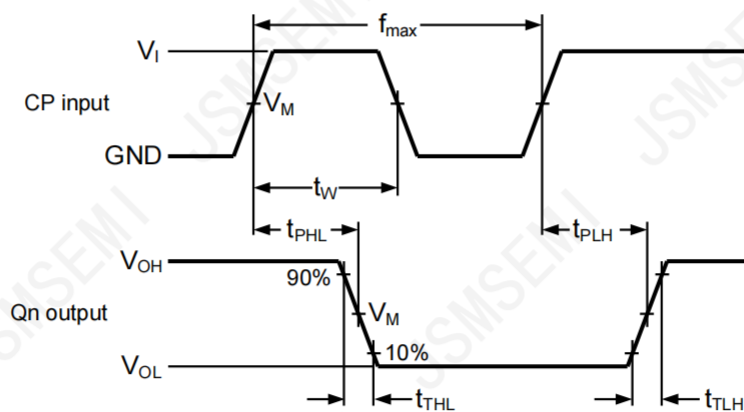 fmax
VI
CP input
VM
GND
tW
tPHL
tPLH
VOH
90%
Qn output
VM
10%
VOL
tTHL
tTLH
JSMSEMI
JSMSEMI
JSMSEMI
JSMSEMI